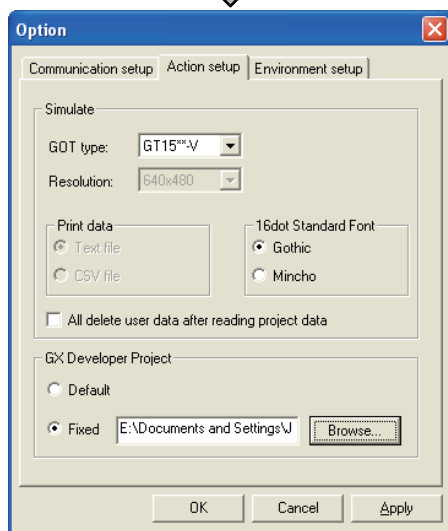 Option
Communication setup Action setup Environment setup
Simulate
GOT type: GT15**-V
Resolution: 640x480
Print data
Text file
CSV file
16dot Standard Font
Gothic
Mincho
All delete user data after reading project data
GX Developer Project
Default
Fixed E:\Documents and Settings\J Browse...
OK Cancel Apply